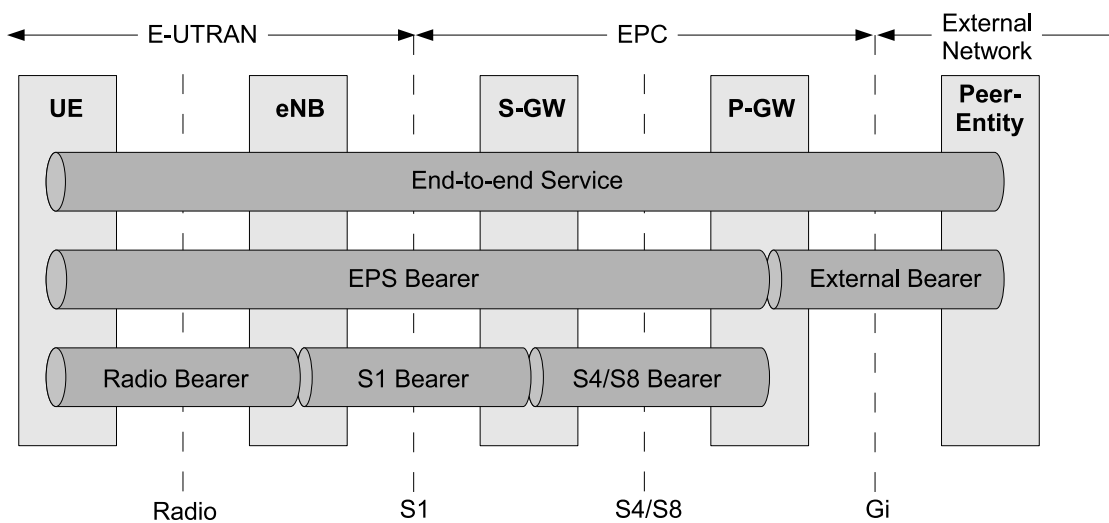 E-UTRAN
EPC
External
Network
UE
eNB
S-GW
P-GW
Peer-
Entity
End-to-end Service
EPS Bearer
External Bearer
Radio Bearer
S1 Bearer
S4/S8 Bearer
Radio
S1
S4/S8
Gi